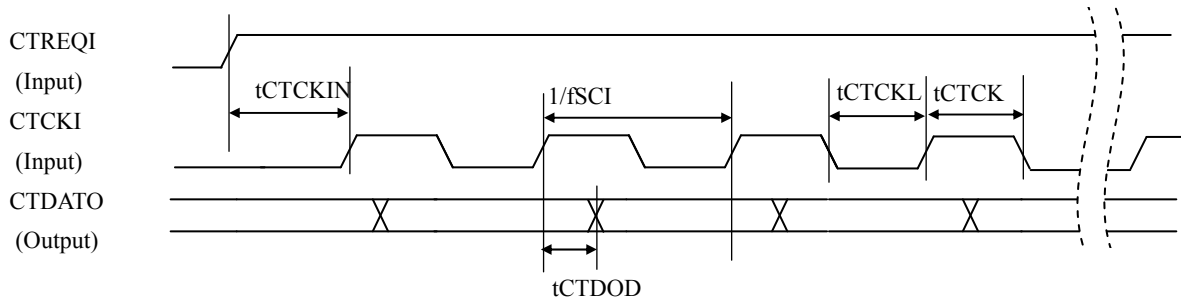 CTREQI
(Input)
tCTCKIN
1/fSCI
tCTCKL
tCTCK
CTCKI
(Input)
CTDATO
(Output)
tCTDOD